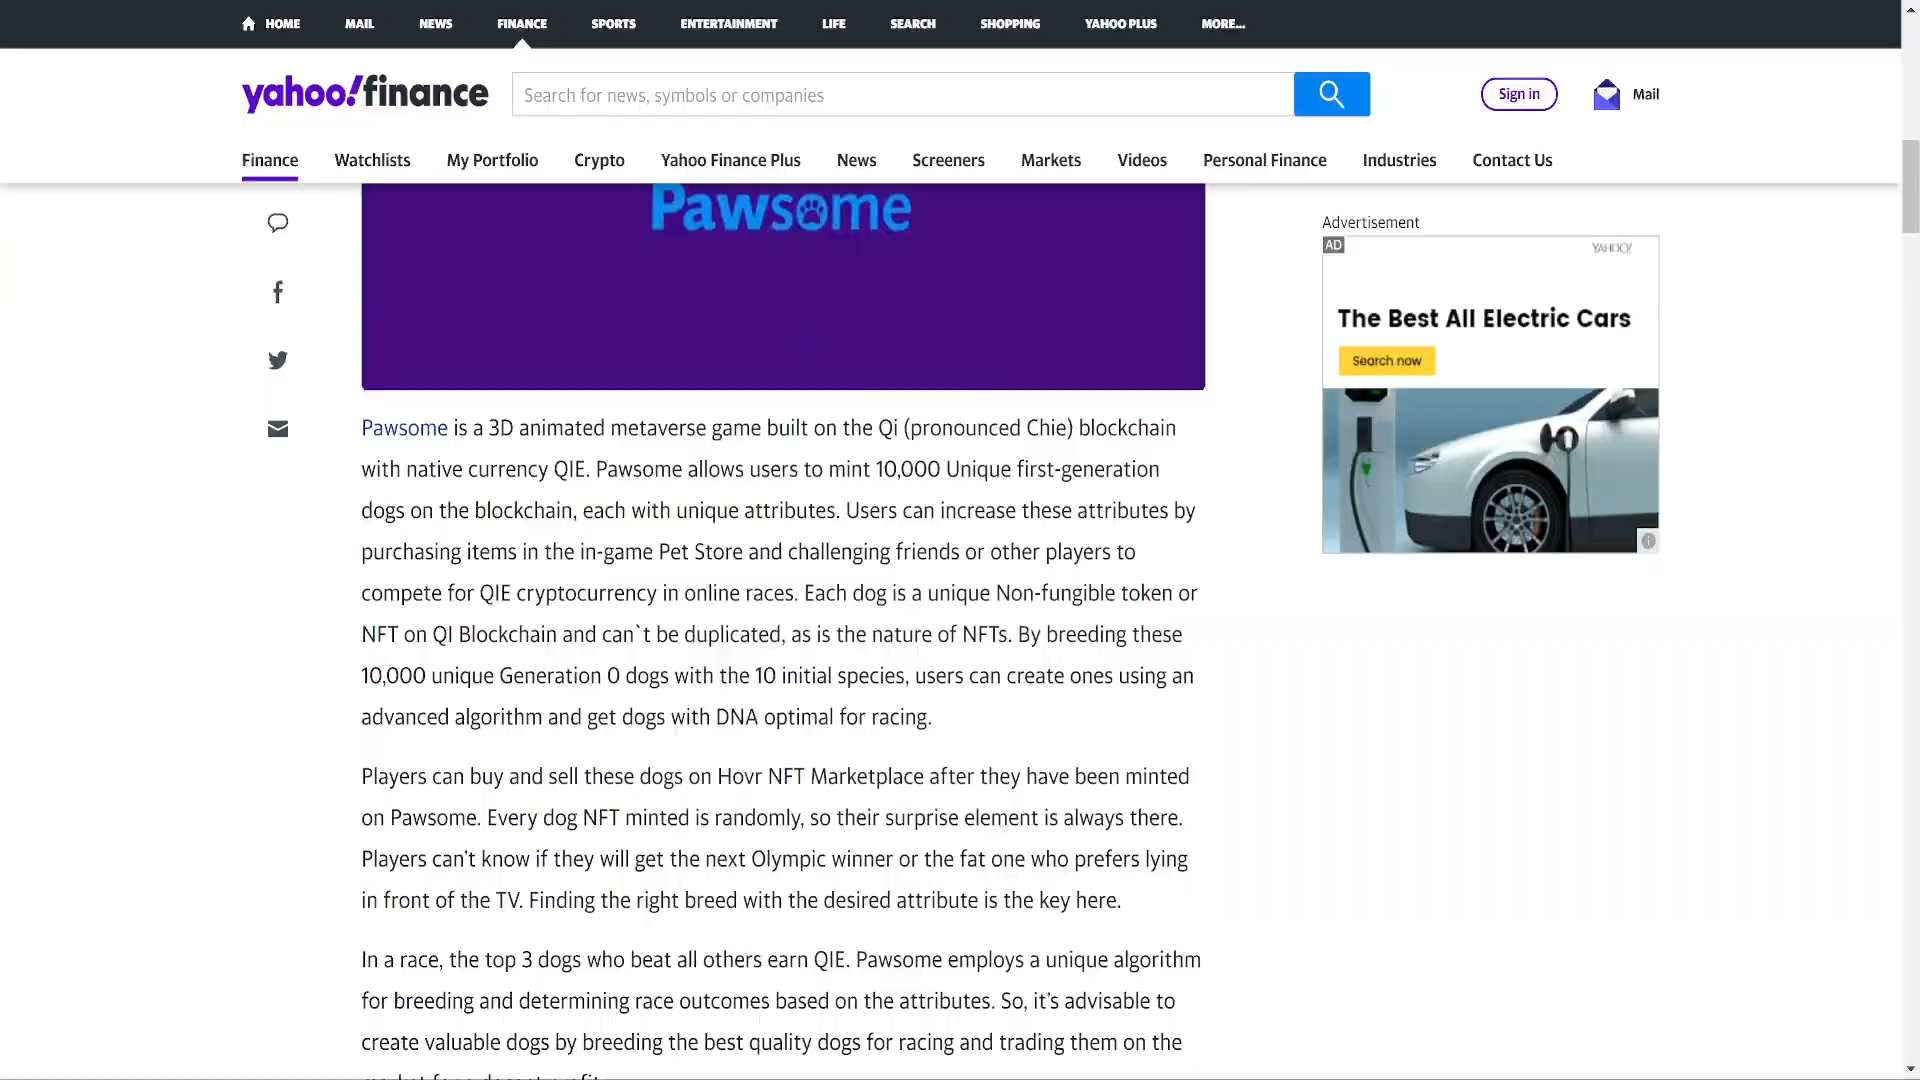 HOME MAIL NEWS FINANCE SPORTS ENTERTAINMENT LIFE SEARCH SHOPPING YAHOO PLUS MORE...
yahoo!finance
Search for news, symbols or companies
Sign in
Mail
Finance Watchlists My Portfolio Crypto Yahoo Finance Plus News Screeners Markets Videos Personal Finance Industries Contact Us
Pawsome
Advertisement
AD
YAHOO!
The Best All Electric Cars
Search now
Pawsome is a 3D animated metaverse game built on the Qi (pronounced Chie) blockchain
with native currency QIE. Pawsome allows users to mint 10,000 Unique first-generation
dogs on the blockchain, each with unique attributes. Users can increase these attributes by
purchasing items in the in-game Pet Store and challenging friends or other players to
compete for QIE cryptocurrency in online races. Each dog is a unique Non-fungible token or
NFT on QI Blockchain and can`t be duplicated, as is the nature of NFTs. By breeding these
10,000 unique Generation 0 dogs with the 10 initial species, users can create ones using an
advanced algorithm and get dogs with DNA optimal for racing.
Players can buy and sell these dogs on Hovr NFT Marketplace after they have been minted
on Pawsome. Every dog NFT minted is randomly, so their surprise element is always there.
Players can’t know if they will get the next Olympic winner or the fat one who prefers lying
in front of the TV. Finding the right breed with the desired attribute is the key here.
In a race, the top 3 dogs who beat all others earn QIE. Pawsome employs a unique algorithm
for breeding and determining race outcomes based on the attributes. So, it’s advisable to
create valuable dogs by breeding the best quality dogs for racing and trading them on the